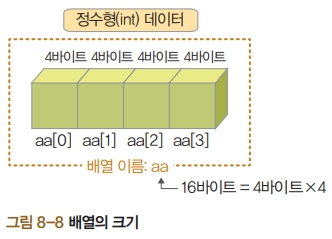 정수형(int) 데이터
4바이트 4바이트 4바이트 4바이트
aa[0] aa[1] aa[2] aa[3]
배열 이름: aa
16바이트 = 4바이트×4
그림 8-8 배열의 크기